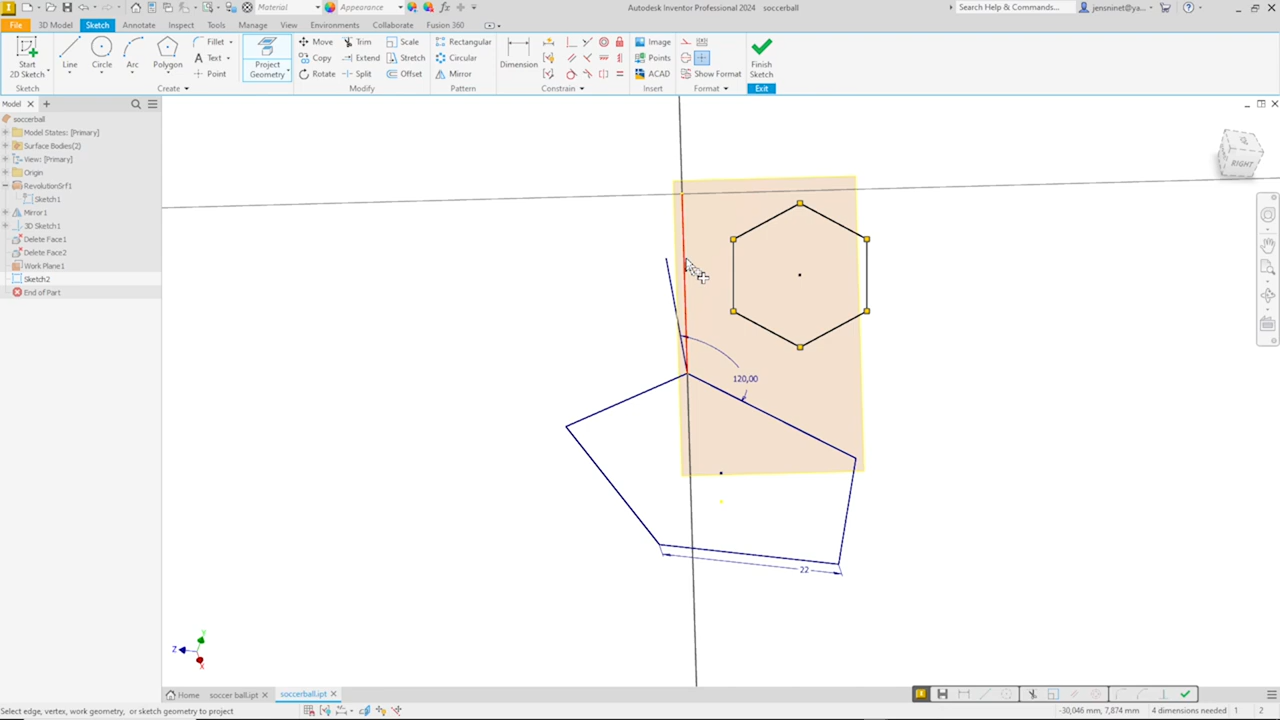 Material
Appearance
Autodesk Inventor Professional 2024 soccerball
Search Help & Commands...
jensninet@ya...
File 3D Model Sketch Annotate Inspect Tools Manage View Environments Collaborate Fusion 360
Start
2D Sketch
Line
Circle
Arc
Polygon
Fillet
Text
Point
Project
Geometry
Move
Copy
Rotate
Trim
Extend
Split
Scale
Stretch
Offset
Rectangular
Circular
Mirror
Dimension
Image
Points
ACAD
Show Format
Finish
Sketch
Sketch Create Modify Pattern Constrain Insert Format Exit
Model
soccerball
Model States: [Primary]
Surface Bodies(2)
View: [Primary]
Origin
RevolutionSrf1
Sketch1
Mirror1
3D Sketch1
Delete Face1
Delete Face2
Work Plane1
Sketch2
End of Part
RIGHT
120,00
22
Z
Y
X
Home soccer ball.ipt soccerball.ipt
Select edge, vertex, work geometry, or sketch geometry to project
-30,046 mm, 7,874 mm 4 dimensions needed 1 2